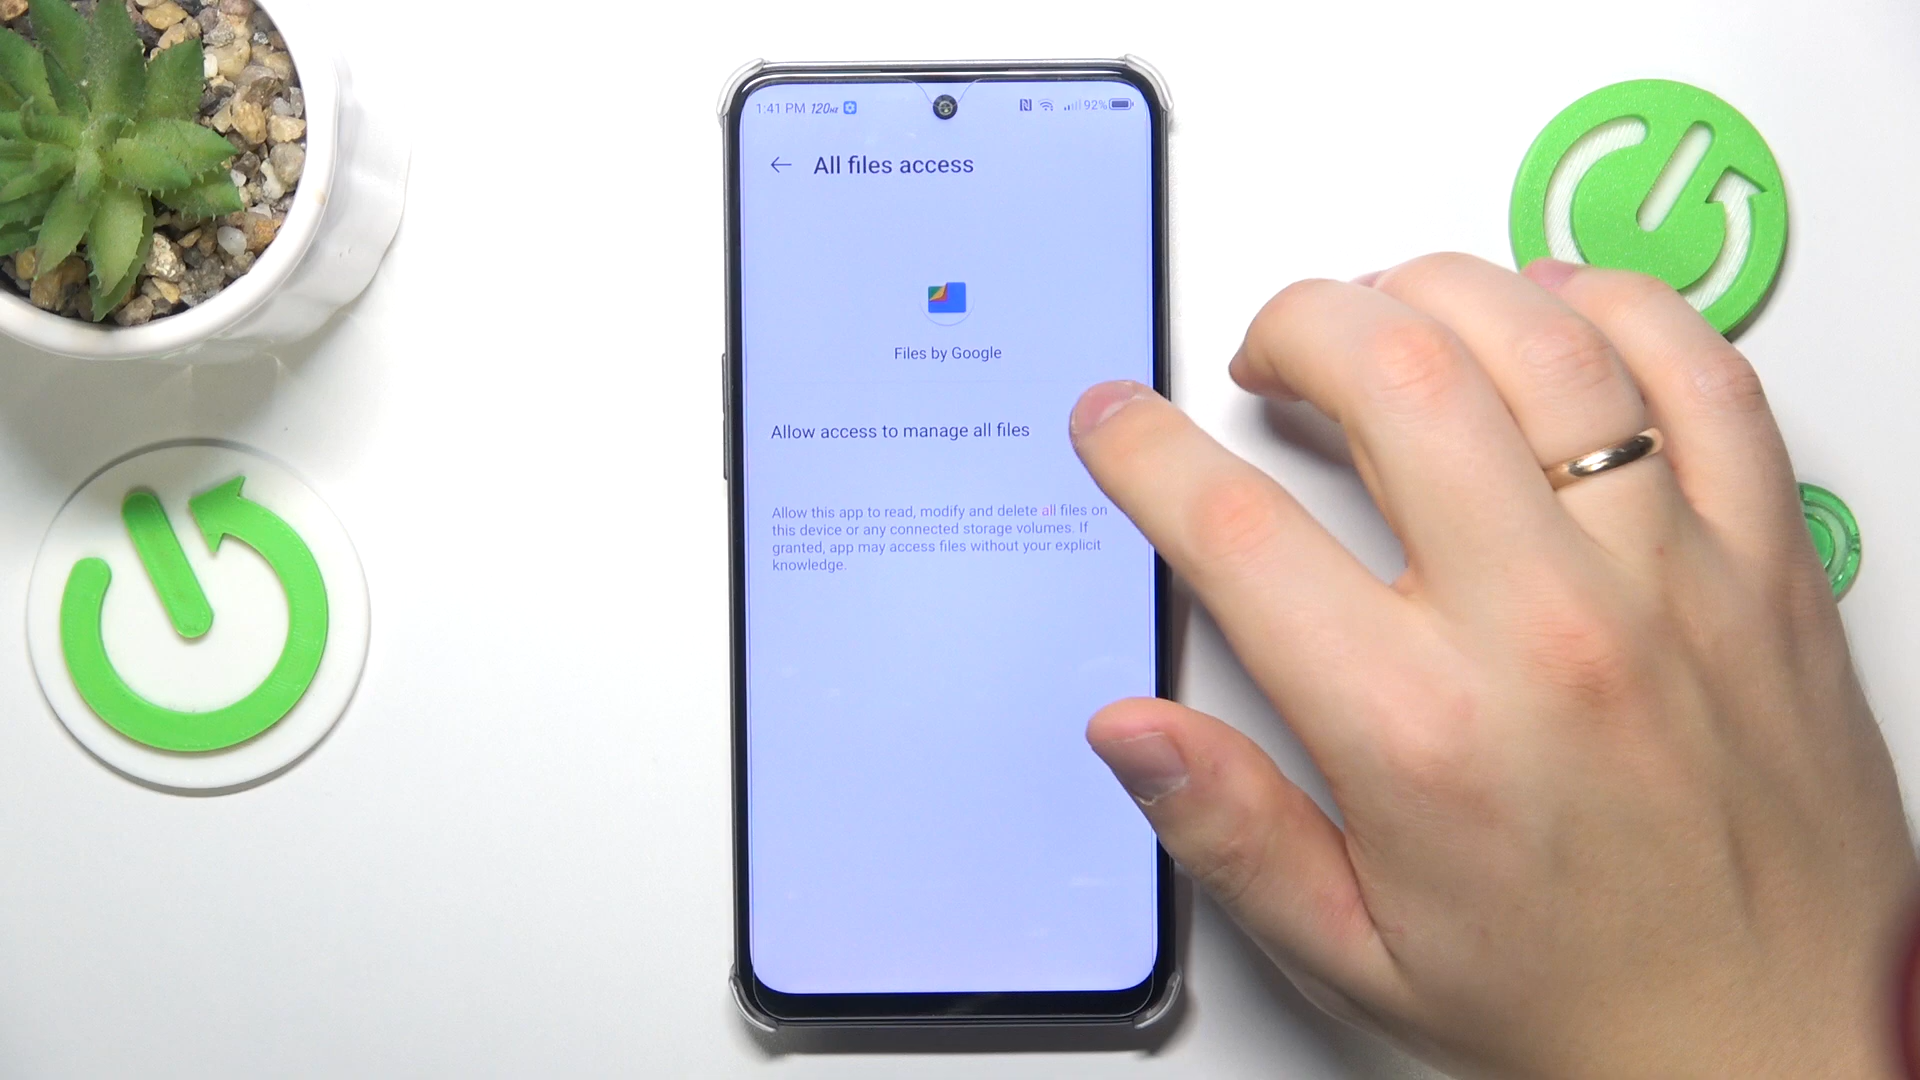 1:41 PM 120Hz 92%
All files access
Files by Google
Allow access to manage all files
Allow this app to read, modify and delete all files on
this device or any connected storage volumes. If
granted, app may access files without your explicit
knowledge.